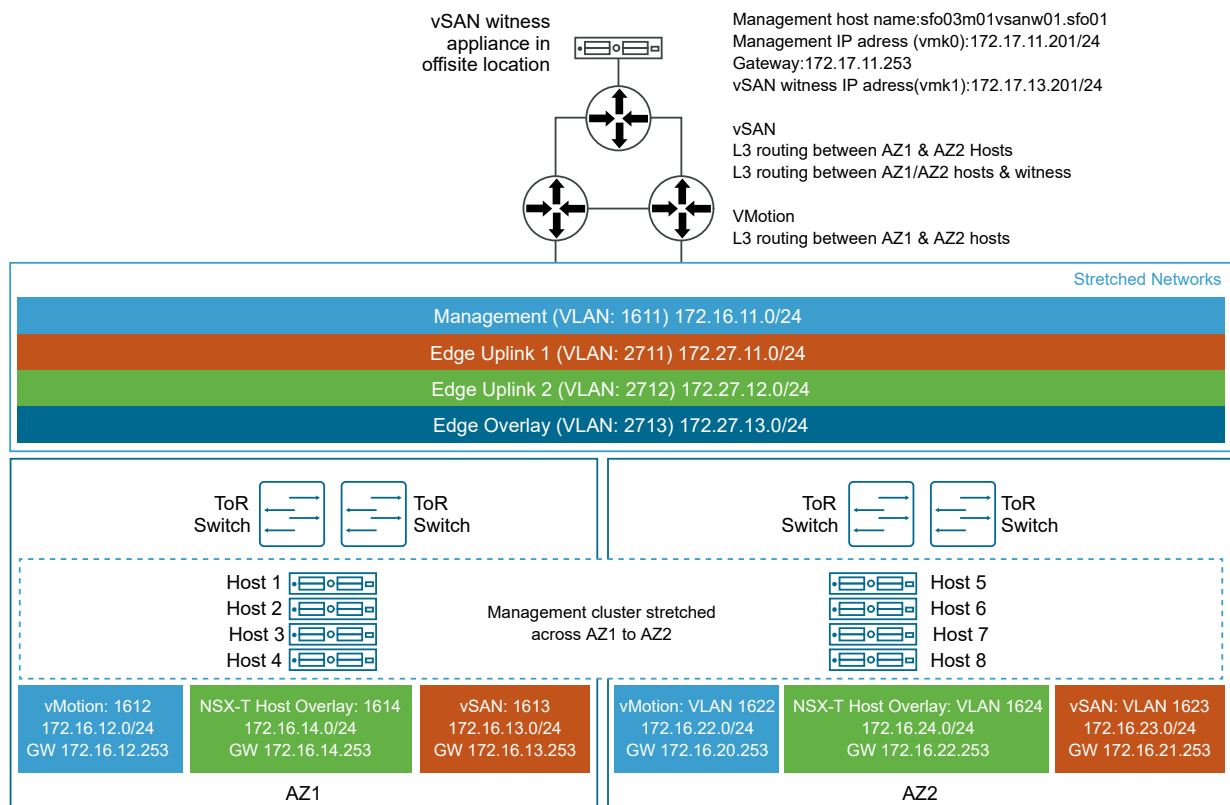 vSAN witness
appliance in
offisite location
Management host name:sfo03m01vsanw01.sfo01
Management IP adress (vmk0):172.17.11.201/24
Gateway:172.17.11.253
vSAN witness IP adress(vmk1):172.17.13.201/24
vSAN
L3 routing between AZ1 & AZ2 Hosts
L3 routing between AZ1/AZ2 hosts & witness
VMotion
L3 routing between AZ1 & AZ2 hosts
Stretched Networks
Management (VLAN: 1611) 172.16.11.0/24
Edge Uplink 1 (VLAN: 2711) 172.27.11.0/24
Edge Uplink 2 (VLAN: 2712) 172.27.12.0/24
Edge Overlay (VLAN: 2713) 172.27.13.0/24
ToR
Switch
ToR
Switch
ToR
Switch
ToR
Switch
Host 1
Host 2
Host 3
Host 4
Management cluster stretched
across AZ1 to AZ2
Host 5
Host 6
Host 7
Host 8
vMotion: 1612
172.16.12.0/24
GW 172.16.12.253
NSX-T Host Overlay: 1614
172.16.14.0/24
GW 172.16.14.253
vSAN: 1613
172.16.13.0/24
GW 172.16.13.253
vMotion: VLAN 1622
172.16.22.0/24
GW 172.16.20.253
NSX-T Host Overlay: VLAN 1624
172.16.24.0/24
GW 172.16.22.253
vSAN: VLAN 1623
172.16.23.0/24
GW 172.16.21.253
AZ1
AZ2